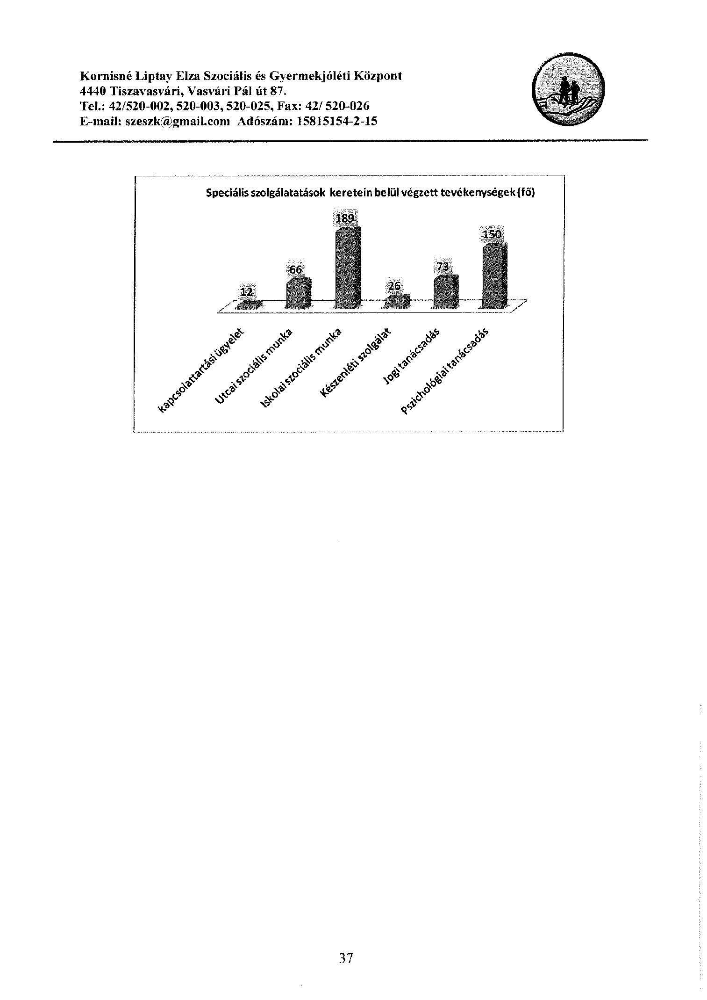 Kornisné Liptay Elza Szociális és Gyermekjóléti Központ
4440 Tiszavasvári, Vasvári Pál út 87.
Tel.: 42/520-002, 520-003, 520-025, Fax: 42/ 520-026
E-mail: szeszk@gmail.com Adószám: 15815154-2-15
Speciális szolgálatatások keretein belül végzett tevékenységek (fő)
189
150
66
73
26
12
kapcsolattartási ügyelet
Utcai szociális munka
Iskolai szociális munka
Készenléti szolgálat
Jogi tanácsadás
Pszichológiai tanácsadás
37